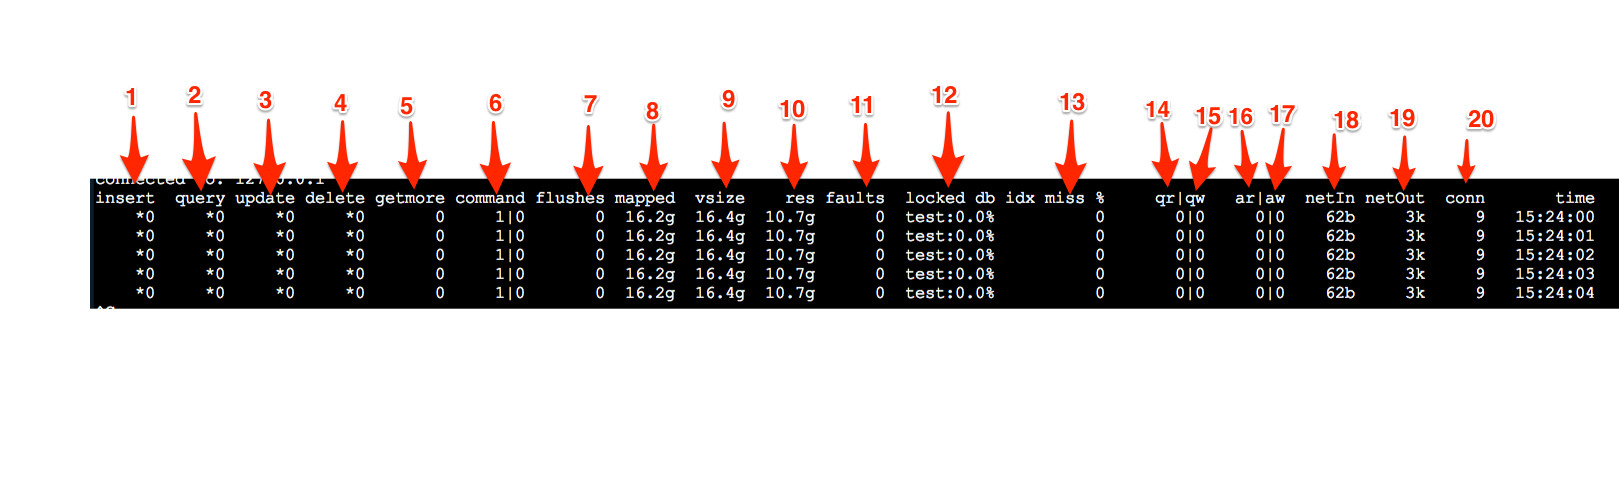 1 2 3 4 5 6 7 8 9 10 11 12 13 14 15 16 17 18 19 20
connected to: 127.0.0.1
insert query update delete getmore command flushes mapped vsize res faults locked db idx miss % qr|qw ar|aw netIn netOut conn time
*0 *0 *0 *0 0 1|0 0 16.2g 16.4g 10.7g 0 test:0.0% 0 0|0 0|0 62b 3k 9 15:24:00
*0 *0 *0 *0 0 1|0 0 16.2g 16.4g 10.7g 0 test:0.0% 0 0|0 0|0 62b 3k 9 15:24:01
*0 *0 *0 *0 0 1|0 0 16.2g 16.4g 10.7g 0 test:0.0% 0 0|0 0|0 62b 3k 9 15:24:02
*0 *0 *0 *0 0 1|0 0 16.2g 16.4g 10.7g 0 test:0.0% 0 0|0 0|0 62b 3k 9 15:24:03
*0 *0 *0 *0 0 1|0 0 16.2g 16.4g 10.7g 0 test:0.0% 0 0|0 0|0 62b 3k 9 15:24:04